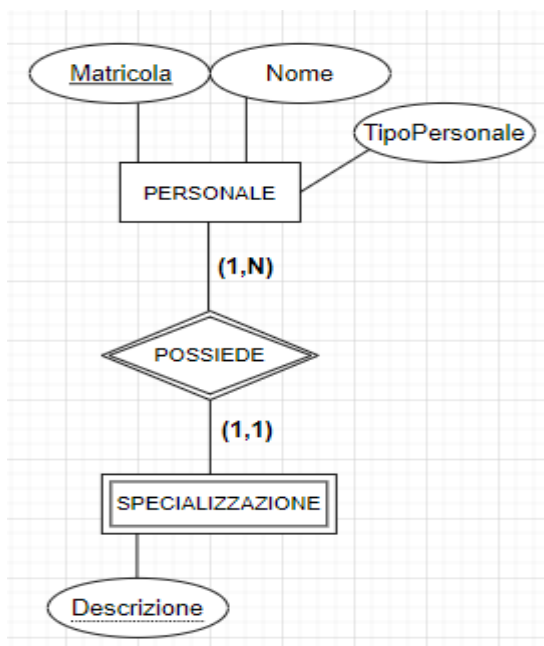 Matricola Nome
TipoPersonale
PERSONALE
(1,N)
POSSIEDE
(1,1)
SPECIALIZZAZIONE
Descrizione